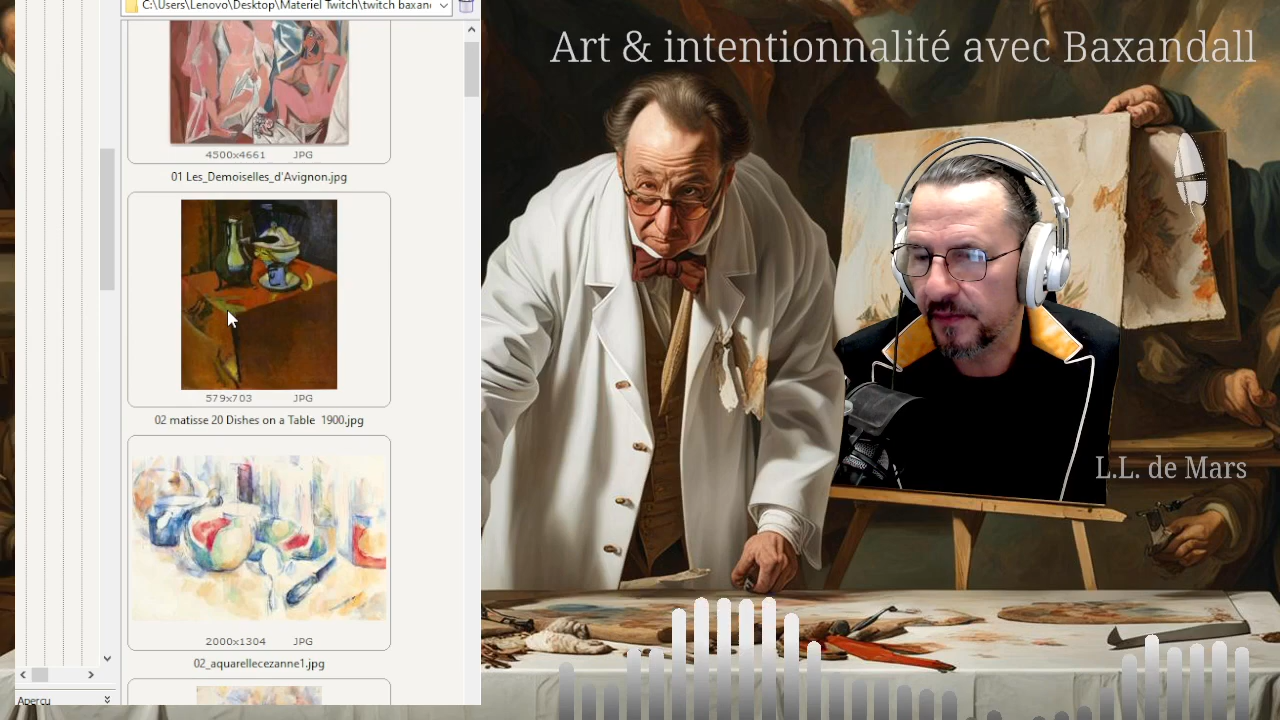 C:\Users\Lenovo\Desktop\Materiel Twitch\twitch baxan
Art & intentionnalité avec Baxandall
4500x4661 JPG
01 Les_Demoiselles_d'Avignon.jpg
579x703 JPG
02 matisse 20 Dishes on a Table 1900.jpg
L.L. de Mars
2000x1304 JPG
02_aquarellecezanne1.jpg
Aperçu